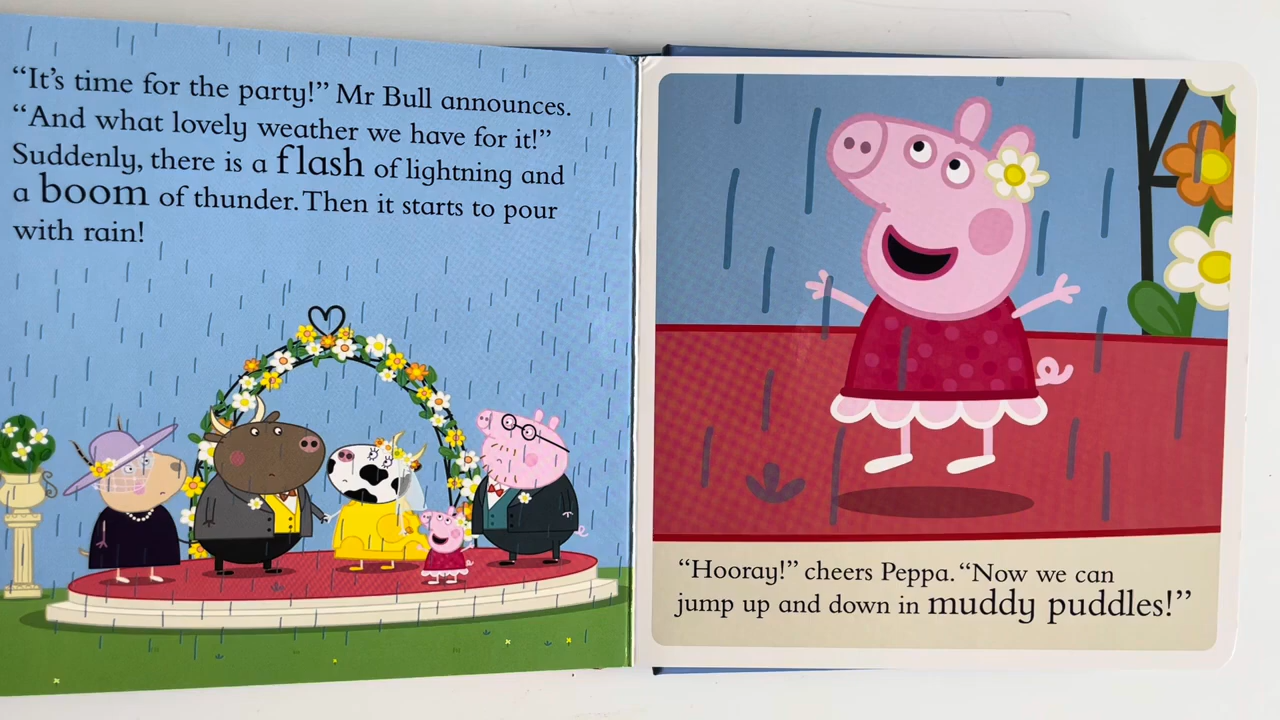 “It’s time for the party!” Mr Bull announces.
“And what lovely weather we have for it!”
Suddenly, there is a flash of lightning and
a boom of thunder. Then it starts to pour
with rain!
“Hooray!” cheers Peppa. “Now we can
jump up and down in muddy puddles!”